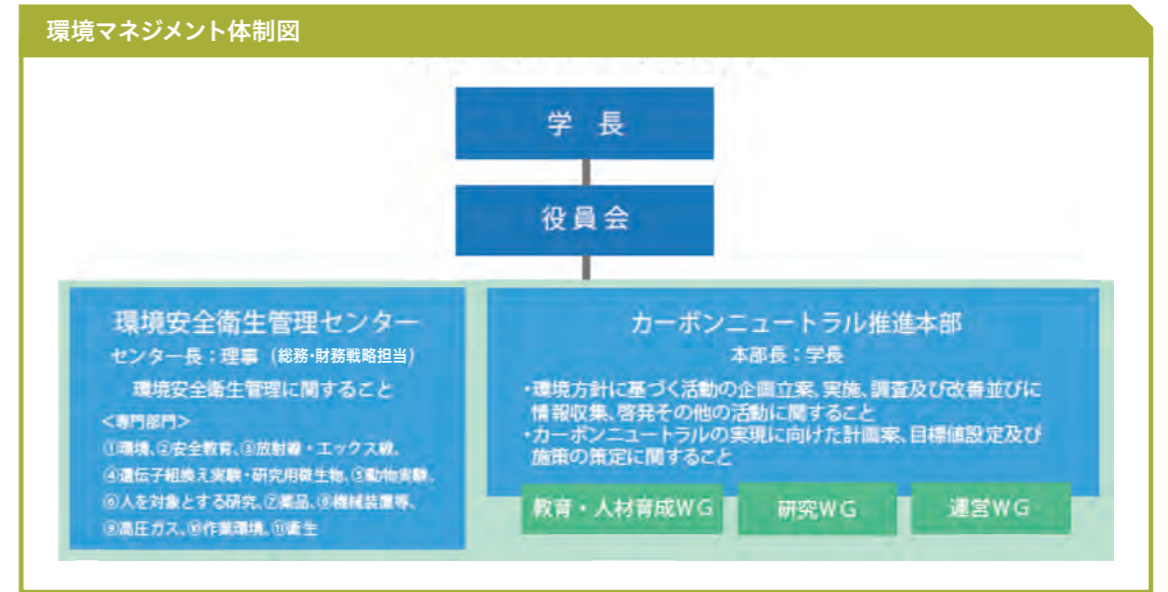 環境マネジメント体制図
学 長
役員会
環境安全衛生管理センター
センター長：理事（総務・財務戦略担当）
環境安全衛生管理に関すること
＜専門部門＞
①環境、②安全教育、③放射線・エックス線、
④遺伝子組換え実験・研究用微生物、⑤動物実験、
⑥人を対象とする研究、⑦薬品、⑧機械装置等、
⑨高圧ガス、⑩作業環境、⑪衛生
カーボンニュートラル推進本部
本部長：学長
・環境方針に基づく活動の企画立案、実施、調査及び改善並びに
情報収集、啓発その他の活動に関すること
・カーボンニュートラルの実現に向けた計画案、目標値設定及び
施策の策定に関すること
教育・人材育成WG
研究WG
運営WG